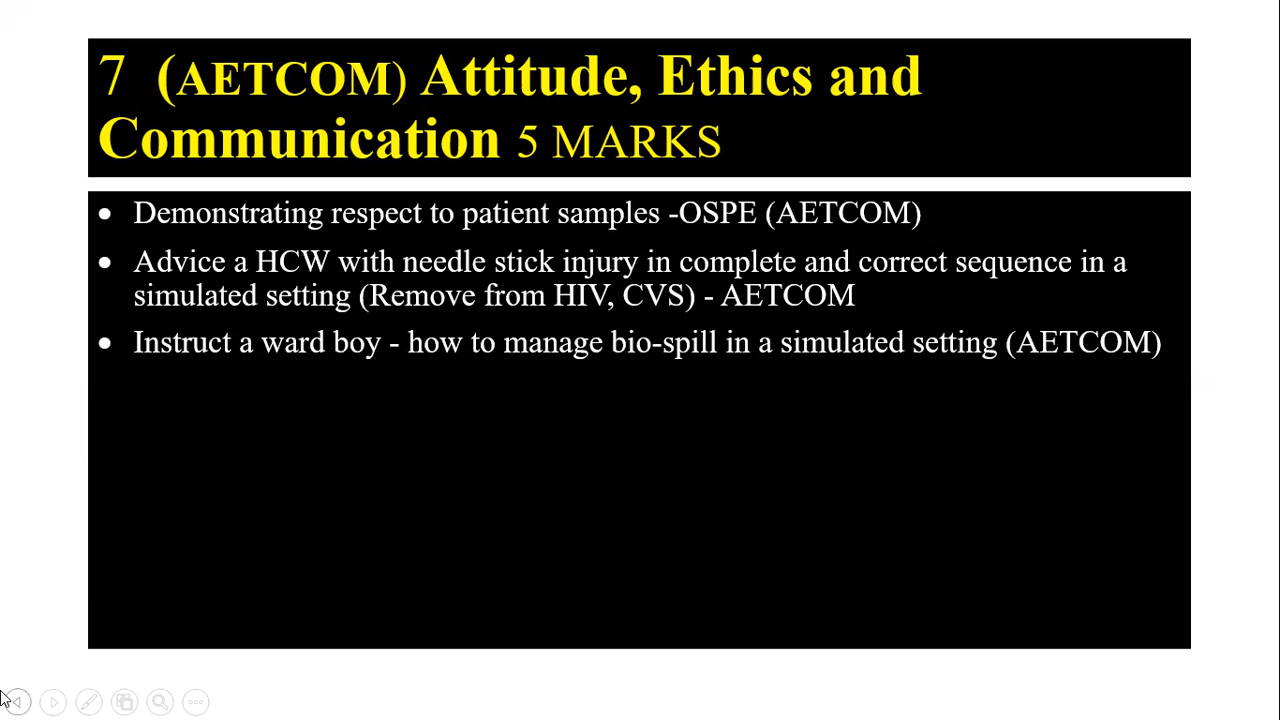 7 (AETCOM) Attitude, Ethics and
Communication 5 MARKS
• Demonstrating respect to patient samples -OSPE (AETCOM)
• Advice a HCW with needle stick injury in complete and correct sequence in a
simulated setting (Remove from HIV, CVS) - AETCOM
• Instruct a ward boy - how to manage bio-spill in a simulated setting (AETCOM)